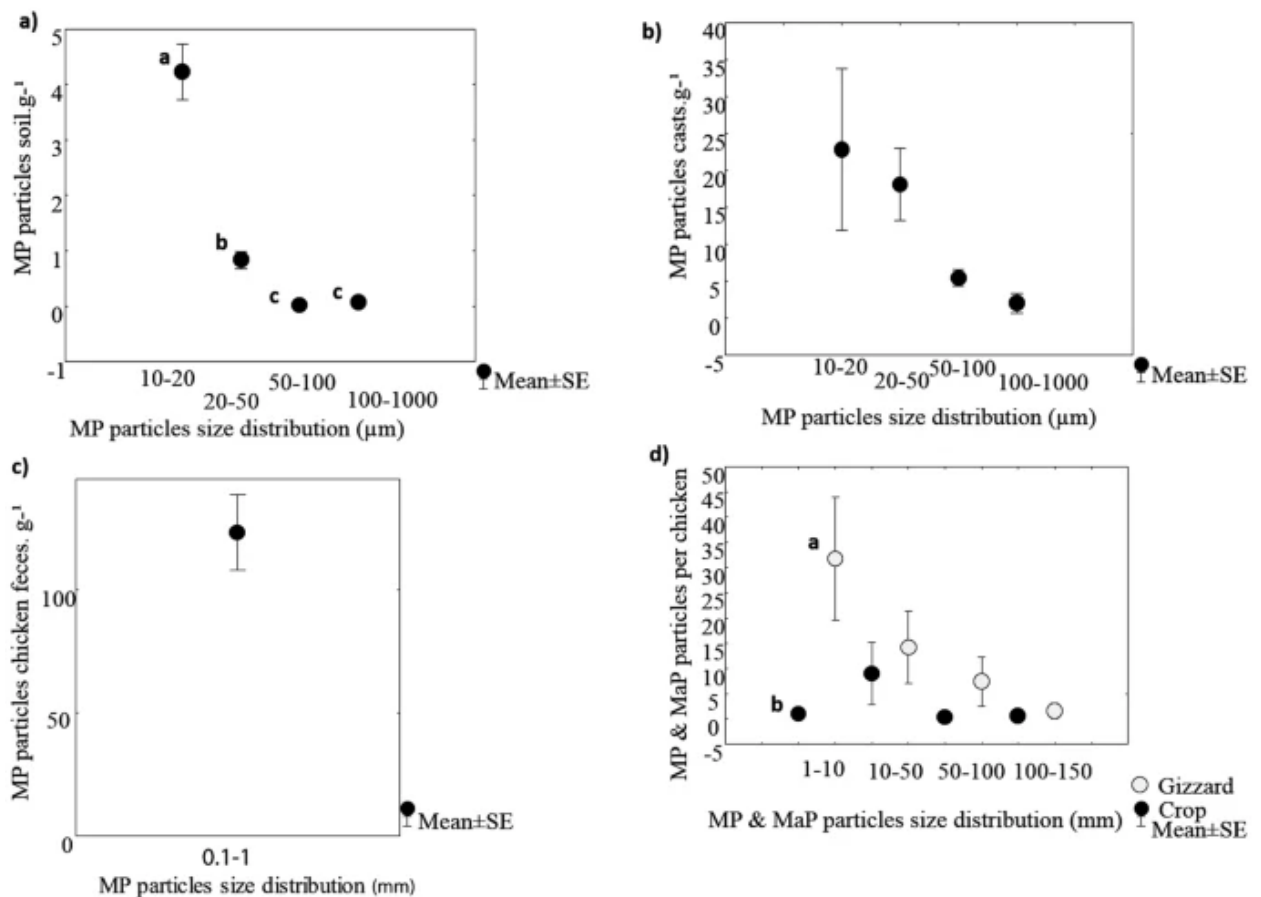 a)
MP particles soil.g-¹
5
4
3
2
1
0
-1
a
b
c
c
10-20
20-50
50-100
100-1000
Mean±SE
MP particles size distribution (µm)
b)
MP particles casts.g-¹
40
35
30
25
20
15
10
5
0
-5
10-20
20-50
50-100
100-1000
Mean±SE
MP particles size distribution (µm)
c)
MP particles chicken feces. g-¹
100
50
0
0.1-1
Mean±SE
MP particles size distribution (mm)
d)
MP & MaP particles per chicken
50
45
40
35
30
25
20
15
10
5
0
-5
a
b
1-10
10-50
50-100
100-150
Gizzard
Crop
Mean±SE
MP & MaP particles size distribution (mm)